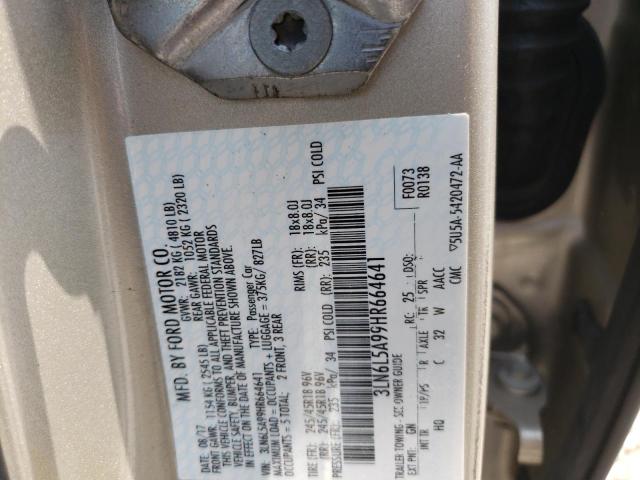 MFD. BY FORD MOTOR CO.
DATE: 08/17 GVWR: 2182 KG ( 4810 LB)
FRONT GAWR: 1154 KG ( 2545 LB) REAR GAWR: 1052 KG ( 2320 LB)
THIS VEHICLE CONFORMS TO ALL APPLICABLE FEDERAL MOTOR
VEHICLE SAFETY, BUMPER, AND THEFT PREVENTION STANDARDS
IN EFFECT ON THE DATE OF MANUFACTURE SHOWN ABOVE.
VIN: 3LN6L5A99HR664641 TYPE: Passenger Car
MAXIMUM LOAD= OCCUPANTS + LUGGAGE = 375KG/ 827LB
OCCUPANTS = 5 TOTAL: 2 FRONT, 3 REAR
TIRE (FR): 245/45R18 96V RIMS (FR): 18x8.0J
(RR): 245/45R18 96V RIMS (RR): 18x8.0J
PRESSURE (FR): 235 kPa/ 34 PSI COLD (RR): 235 kPa/ 34 PSI COLD
3LN6L5A99HR664641
F0073
R0138
TRAILER TOWING - SEE OWNER GUIDE
EXT PNT: GN RC: 25 DSO:
INT TR TP/PS R AXLE TR SPR
C 32 W AACC
CMC 5U5A-5420472-AA